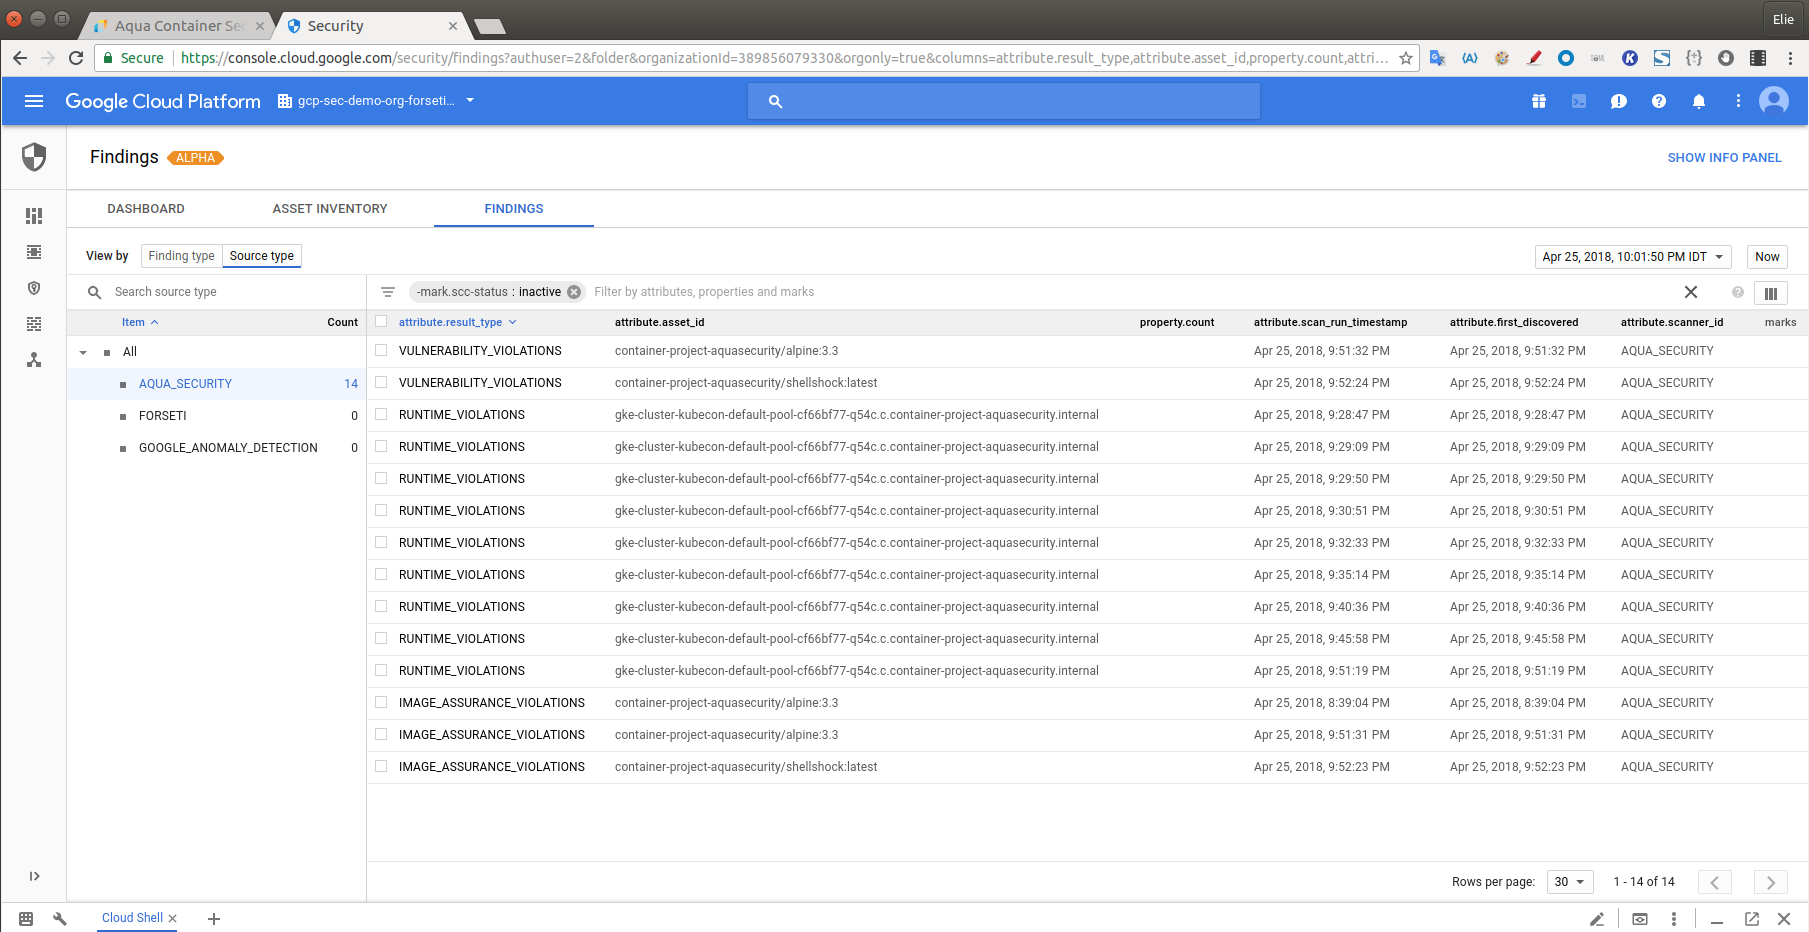 Aqua Container Sec
Security
Elie
Secure
https://console.cloud.google.com/security/findings?authuser=2&folder&organizationId=389856079330&orgonly=true&columns=attribute.result_type,attribute.asset_id,property.count,attri...
Google Cloud Platform
gcp-sec-demo-org-forseti...
Findings
ALPHA
SHOW INFO PANEL
DASHBOARD
ASSET INVENTORY
FINDINGS
View by
Finding type
Source type
Apr 25, 2018, 10:01:50 PM IDT
Now
Search source type
-mark.scc-status : inactive
Filter by attributes, properties and marks
Item
Count
All
AQUA_SECURITY 14
FORSETI 0
GOOGLE_ANOMALY_DETECTION 0
attribute.result_type attribute.asset_id property.count attribute.scan_run_timestamp attribute.first_discovered attribute.scanner_id marks
VULNERABILITY_VIOLATIONS container-project-aquasecurity/alpine:3.3 Apr 25, 2018, 9:51:32 PM Apr 25, 2018, 9:51:32 PM AQUA_SECURITY
VULNERABILITY_VIOLATIONS container-project-aquasecurity/shellshock:latest Apr 25, 2018, 9:52:24 PM Apr 25, 2018, 9:52:24 PM AQUA_SECURITY
RUNTIME_VIOLATIONS gke-cluster-kubecon-default-pool-cf66bf77-q54c.c.container-project-aquasecurity.internal Apr 25, 2018, 9:28:47 PM Apr 25, 2018, 9:28:47 PM AQUA_SECURITY
RUNTIME_VIOLATIONS gke-cluster-kubecon-default-pool-cf66bf77-q54c.c.container-project-aquasecurity.internal Apr 25, 2018, 9:29:09 PM Apr 25, 2018, 9:29:09 PM AQUA_SECURITY
RUNTIME_VIOLATIONS gke-cluster-kubecon-default-pool-cf66bf77-q54c.c.container-project-aquasecurity.internal Apr 25, 2018, 9:29:50 PM Apr 25, 2018, 9:29:50 PM AQUA_SECURITY
RUNTIME_VIOLATIONS gke-cluster-kubecon-default-pool-cf66bf77-q54c.c.container-project-aquasecurity.internal Apr 25, 2018, 9:30:51 PM Apr 25, 2018, 9:30:51 PM AQUA_SECURITY
RUNTIME_VIOLATIONS gke-cluster-kubecon-default-pool-cf66bf77-q54c.c.container-project-aquasecurity.internal Apr 25, 2018, 9:32:33 PM Apr 25, 2018, 9:32:33 PM AQUA_SECURITY
RUNTIME_VIOLATIONS gke-cluster-kubecon-default-pool-cf66bf77-q54c.c.container-project-aquasecurity.internal Apr 25, 2018, 9:35:14 PM Apr 25, 2018, 9:35:14 PM AQUA_SECURITY
RUNTIME_VIOLATIONS gke-cluster-kubecon-default-pool-cf66bf77-q54c.c.container-project-aquasecurity.internal Apr 25, 2018, 9:40:36 PM Apr 25, 2018, 9:40:36 PM AQUA_SECURITY
RUNTIME_VIOLATIONS gke-cluster-kubecon-default-pool-cf66bf77-q54c.c.container-project-aquasecurity.internal Apr 25, 2018, 9:45:58 PM Apr 25, 2018, 9:45:58 PM AQUA_SECURITY
RUNTIME_VIOLATIONS gke-cluster-kubecon-default-pool-cf66bf77-q54c.c.container-project-aquasecurity.internal Apr 25, 2018, 9:51:19 PM Apr 25, 2018, 9:51:19 PM AQUA_SECURITY
IMAGE_ASSURANCE_VIOLATIONS container-project-aquasecurity/alpine:3.3 Apr 25, 2018, 8:39:04 PM Apr 25, 2018, 8:39:04 PM AQUA_SECURITY
IMAGE_ASSURANCE_VIOLATIONS container-project-aquasecurity/alpine:3.3 Apr 25, 2018, 9:51:31 PM Apr 25, 2018, 9:51:31 PM AQUA_SECURITY
IMAGE_ASSURANCE_VIOLATIONS container-project-aquasecurity/shellshock:latest Apr 25, 2018, 9:52:23 PM Apr 25, 2018, 9:52:23 PM AQUA_SECURITY
Rows per page: 30 1 - 14 of 14
Cloud Shell